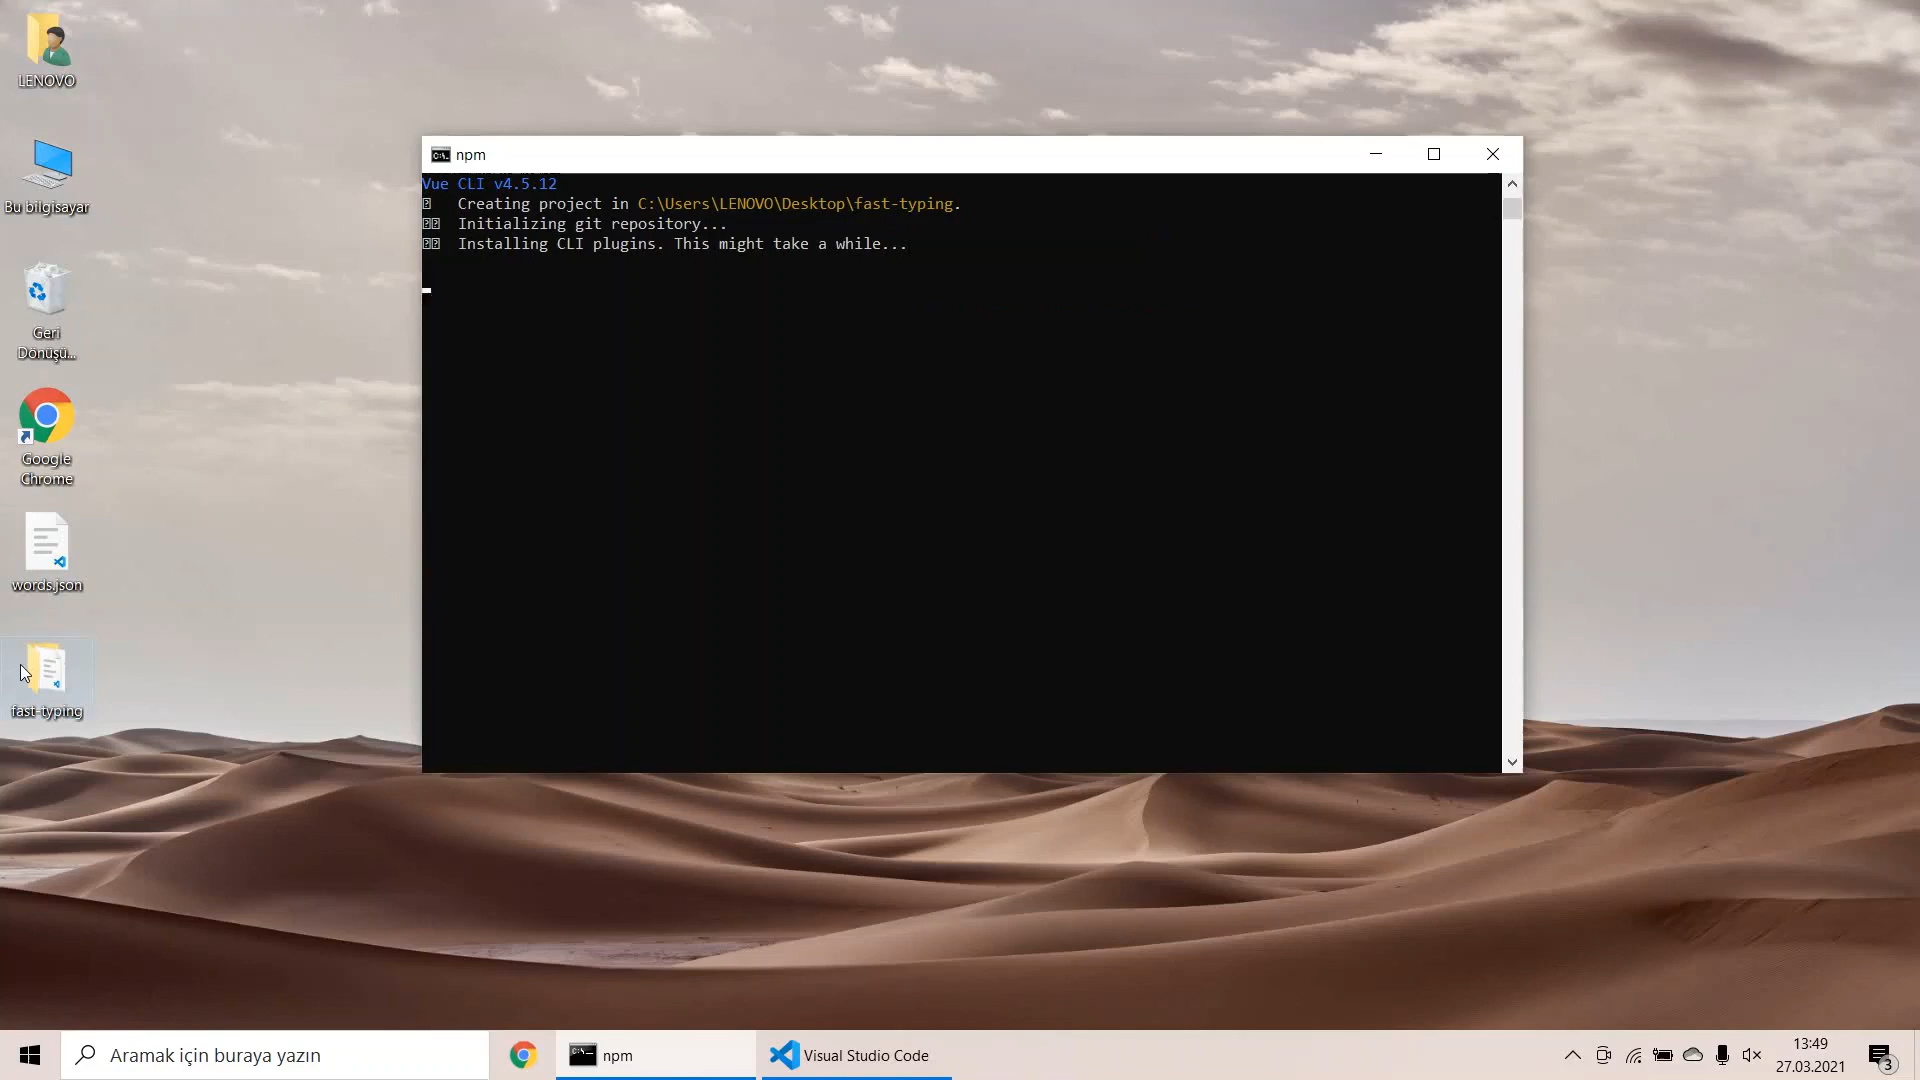 LENOVO
Bu bilgisayar
Geri
Dönüşü...
Google
Chrome
words.json
fast-typing
npm
Vue CLI v4.5.12
Creating project in C:\Users\LENOVO\Desktop\fast-typing.
Initializing git repository...
Installing CLI plugins. This might take a while...
Aramak için buraya yazın
npm
Visual Studio Code
13:49
27.03.2021
3